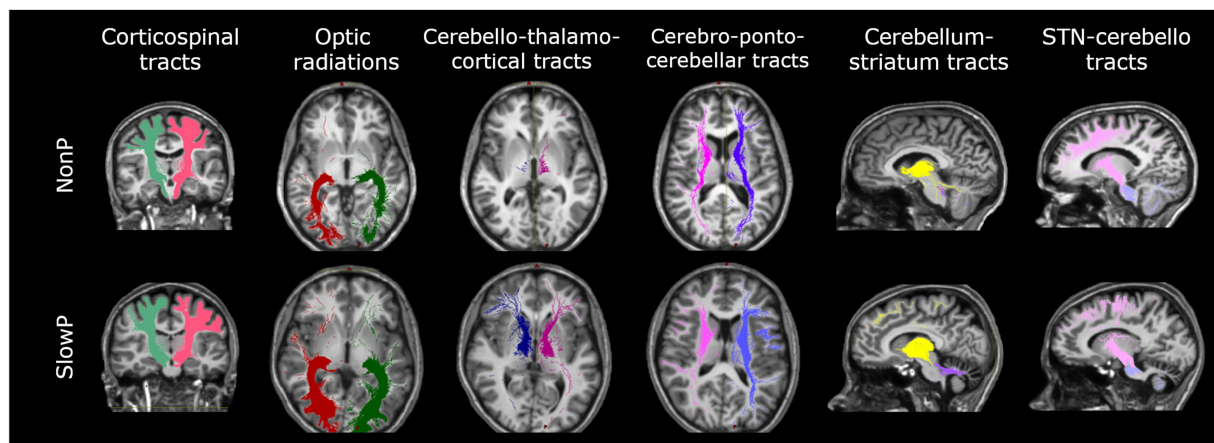 Corticospinal
tracts
Optic
radiations
Cerebello-thalamo-
cortical tracts
Cerebro-ponto-
cerebellar tracts
Cerebellum-
striatum tracts
STN-cerebello
tracts
NonP
SlowP